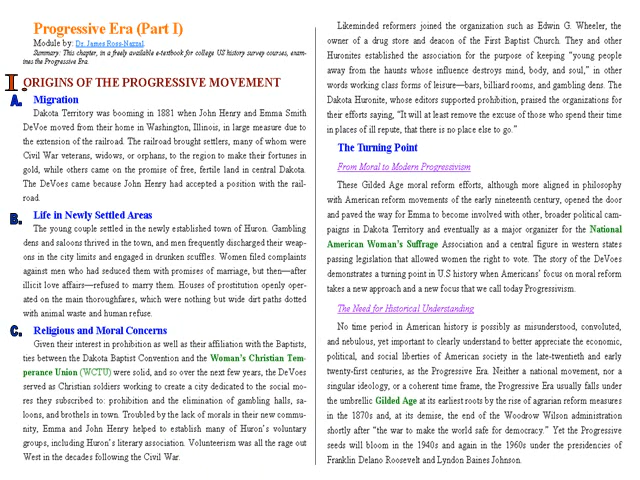 Progressive Era (Part I)
Module by: Dr. James Ross-Nazzal.
Summary: This chapter, in a freely available e-textbook for college US history survey courses, exam-
ines the Progressive Era.
I. ORIGINS OF THE PROGRESSIVE MOVEMENT
A. Migration
Dakota Territory was booming in 1881 when John Henry and Emma Smith
DeVoe moved from their home in Washington, Illinois, in large measure due to
the extension of the railroad. The railroad brought settlers, many of whom were
Civil War veterans, widows, or orphans, to the region to make their fortunes in
gold, while others came on the promise of free, fertile land in central Dakota.
The DeVoes came because John Henry had accepted a position with the rail-
road.
B. Life in Newly Settled Areas
The young couple settled in the newly established town of Huron. Gambling
dens and saloons thrived in the town, and men frequently discharged their weap-
ons in the city limits and engaged in drunken scuffles. Women filed complaints
against men who had seduced them with promises of marriage, but then—after
illicit love affairs—refused to marry them. Houses of prostitution openly oper-
ated on the main thoroughfares, which were nothing but wide dirt paths dotted
with animal waste and human refuse.
C. Religious and Moral Concerns
Given their interest in prohibition as well as their affiliation with the Baptists,
ties between the Dakota Baptist Convention and the Woman's Christian Tem-
perance Union (WCTU) were solid, and so over the next few years, the DeVoes
served as Christian soldiers working to create a city dedicated to the social mo-
res they subscribed to: prohibition and the elimination of gambling halls, sa-
loons, and brothels in town. Troubled by the lack of morals in their new commu-
nity, Emma and John Henry helped to establish many of Huron's voluntary
groups, including Huron's literary association. Volunteerism was all the rage out
West in the decades following the Civil War.
Likeminded reformers joined the organization such as Edwin G. Wheeler, the
owner of a drug store and deacon of the First Baptist Church. They and other
Huronites established the association for the purpose of keeping “young people
away from the haunts whose influence destroys mind, body, and soul,” in other
words working class forms of leisure—bars, billiard rooms, and gambling dens. The
Dakota Huronite, whose editors supported prohibition, praised the organizations for
their efforts saying, “It will at least remove the excuse of those who spend their time
in places of ill repute, that there is no place else to go.”
The Turning Point
From Moral to Modern Progressivism
These Gilded Age moral reform efforts, although more aligned in philosophy
with American reform movements of the early nineteenth century, opened the door
and paved the way for Emma to become involved with other, broader political cam-
paigns in Dakota Territory and eventually as a major organizer for the National
American Woman's Suffrage Association and a central figure in western states
passing legislation that allowed women the right to vote. The story of the DeVoes
demonstrates a turning point in U.S history when Americans' focus on moral reform
takes a new approach and a new focus that we call today Progressivism.
The Need for Historical Understanding
No time period in American history is possibly as misunderstood, convoluted,
and nebulous, yet important to clearly understand to better appreciate the economic,
political, and social liberties of American society in the late-twentieth and early
twenty-first centuries, as the Progressive Era. Neither a national movement, nor a
singular ideology, or a coherent time frame, the Progressive Era usually falls under
the umbrellic Gilded Age at its earliest roots by the rise of agrarian reform measures
in the 1870s and, at its demise, the end of the Woodrow Wilson administration
shortly after “the war to make the world safe for democracy.” Yet the Progressive
seeds will bloom in the 1940s and again in the 1960s under the presidencies of
Franklin Delano Roosevelt and Lyndon Baines Johnson.